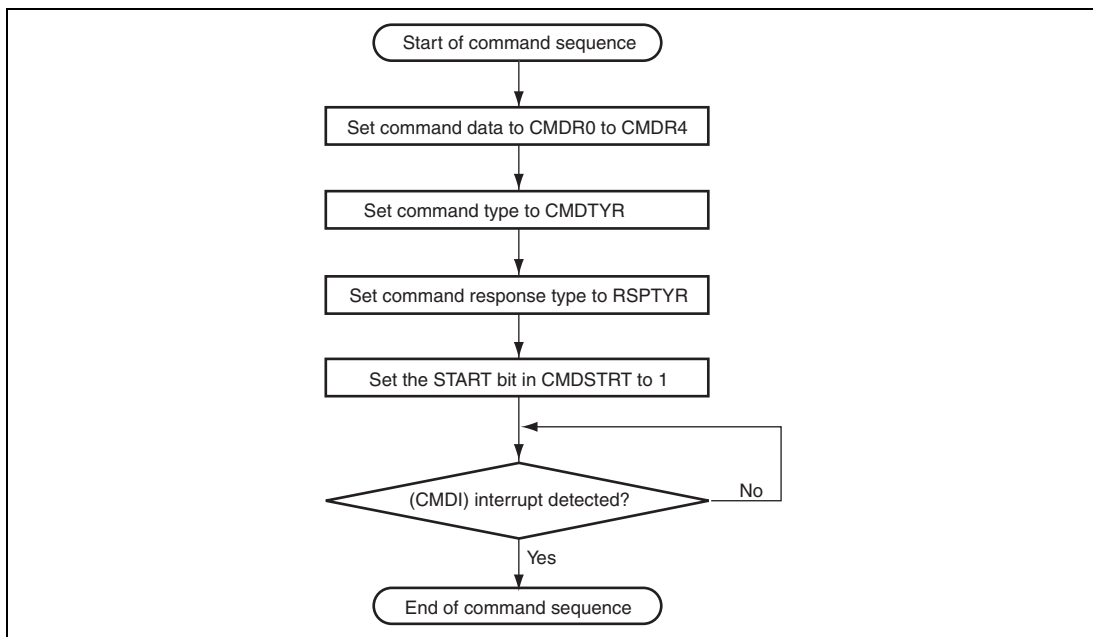 Start of command sequence
Set command data to CMDR0 to CMDR4
Set command type to CMDTYR
Set command response type to RSPTYR
Set the START bit in CMDSTRT to 1
(CMDI) interrupt detected?
No
Yes
End of command sequence